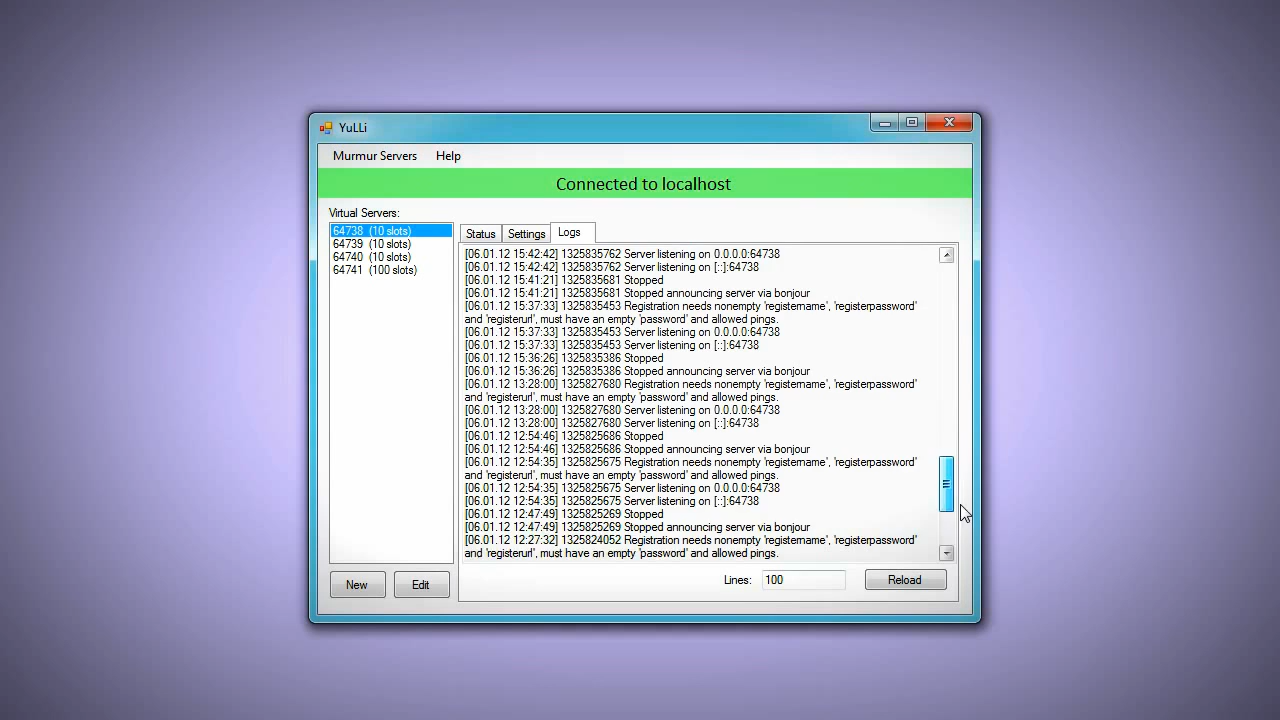 YuLLi
Murmur Servers Help
Connected to localhost
Virtual Servers:
64738 (10 slots)
64739 (10 slots)
64740 (10 slots)
64741 (100 slots)
Status Settings Logs
[06.01.12 15:42:42] 1325835762 Server listening on 0.0.0.0:64738
[06.01.12 15:42:42] 1325835762 Server listening on [::]:64738
[06.01.12 15:41:21] 1325835681 Stopped
[06.01.12 15:41:21] 1325835681 Stopped announcing server via bonjour
[06.01.12 15:37:33] 1325835453 Registration needs nonempty 'registername', 'registerpassword'
and 'registerurl', must have an empty 'password' and allowed pings.
[06.01.12 15:37:33] 1325835453 Server listening on 0.0.0.0:64738
[06.01.12 15:37:33] 1325835453 Server listening on [::]:64738
[06.01.12 15:36:26] 1325835386 Stopped
[06.01.12 15:36:26] 1325835386 Stopped announcing server via bonjour
[06.01.12 13:28:00] 1325827680 Registration needs nonempty 'registername', 'registerpassword'
and 'registerurl', must have an empty 'password' and allowed pings.
[06.01.12 13:28:00] 1325827680 Server listening on 0.0.0.0:64738
[06.01.12 13:28:00] 1325827680 Server listening on [::]:64738
[06.01.12 12:54:46] 1325825686 Stopped
[06.01.12 12:54:46] 1325825686 Stopped announcing server via bonjour
[06.01.12 12:54:35] 1325825675 Registration needs nonempty 'registername', 'registerpassword'
and 'registerurl', must have an empty 'password' and allowed pings.
[06.01.12 12:54:35] 1325825675 Server listening on 0.0.0.0:64738
[06.01.12 12:54:35] 1325825675 Server listening on [::]:64738
[06.01.12 12:47:49] 1325825269 Stopped
[06.01.12 12:47:49] 1325825269 Stopped announcing server via bonjour
[06.01.12 12:27:32] 1325824052 Registration needs nonempty 'registername', 'registerpassword'
and 'registerurl', must have an empty 'password' and allowed pings.
Lines: 100 Reload
New Edit